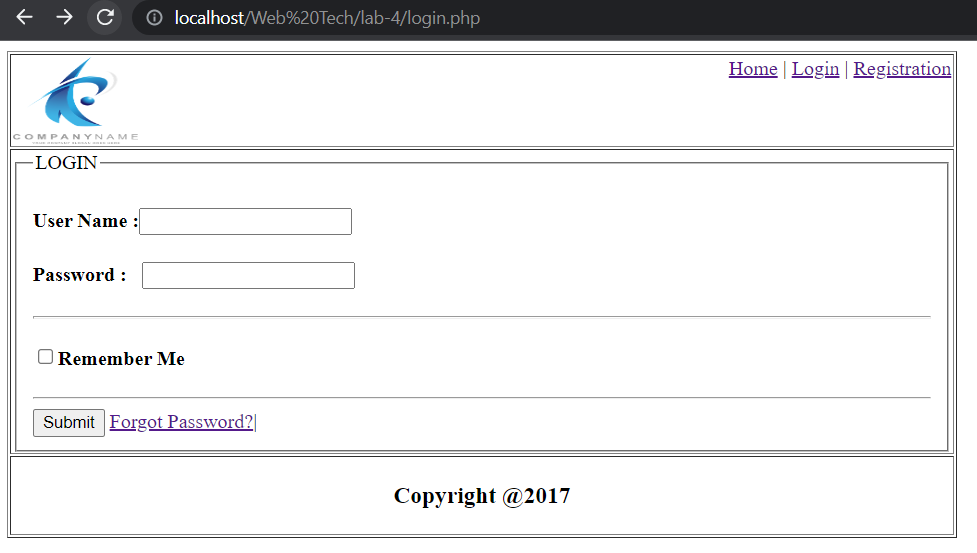 localhost/Web%20Tech/lab-4/login.php
Home | Login | Registration
COMPANYNAME
LOGIN
User Name :
Password :
Remember Me
Submit Forgot Password?|
Copyright @2017